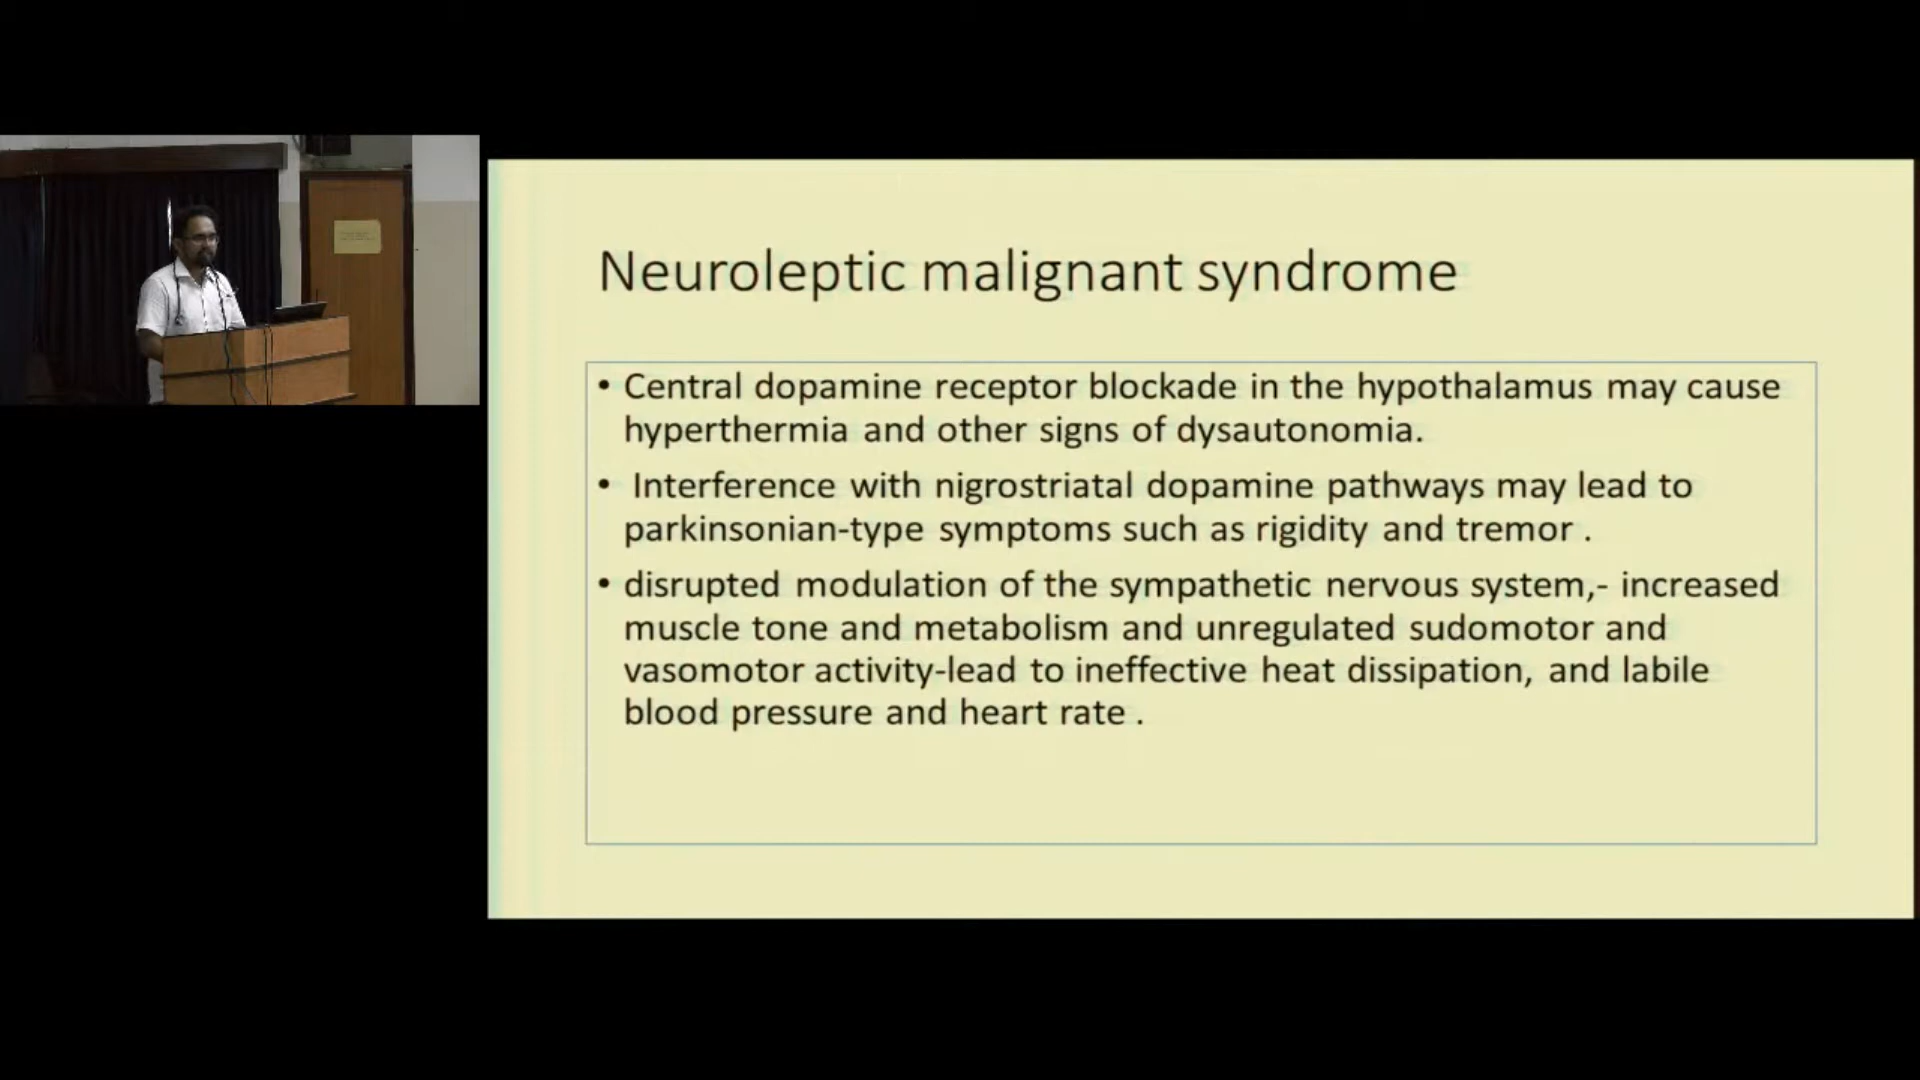 Neuroleptic malignant syndrome
• Central dopamine receptor blockade in the hypothalamus may cause
hyperthermia and other signs of dysautonomia.
• Interference with nigrostriatal dopamine pathways may lead to
parkinsonian-type symptoms such as rigidity and tremor .
• disrupted modulation of the sympathetic nervous system,- increased
muscle tone and metabolism and unregulated sudomotor and
vasomotor activity-lead to ineffective heat dissipation, and labile
blood pressure and heart rate .